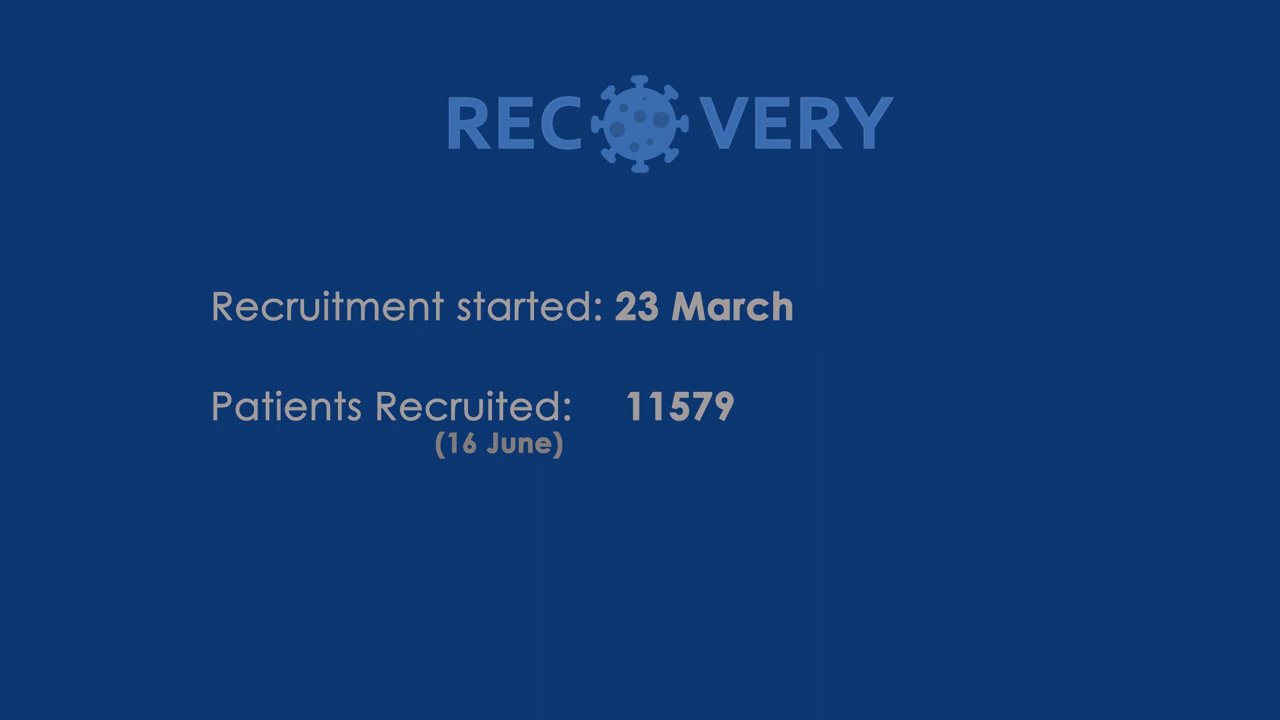 RECOVERY
Recruitment started: 23 March
Patients Recruited: 11579
(16 June)